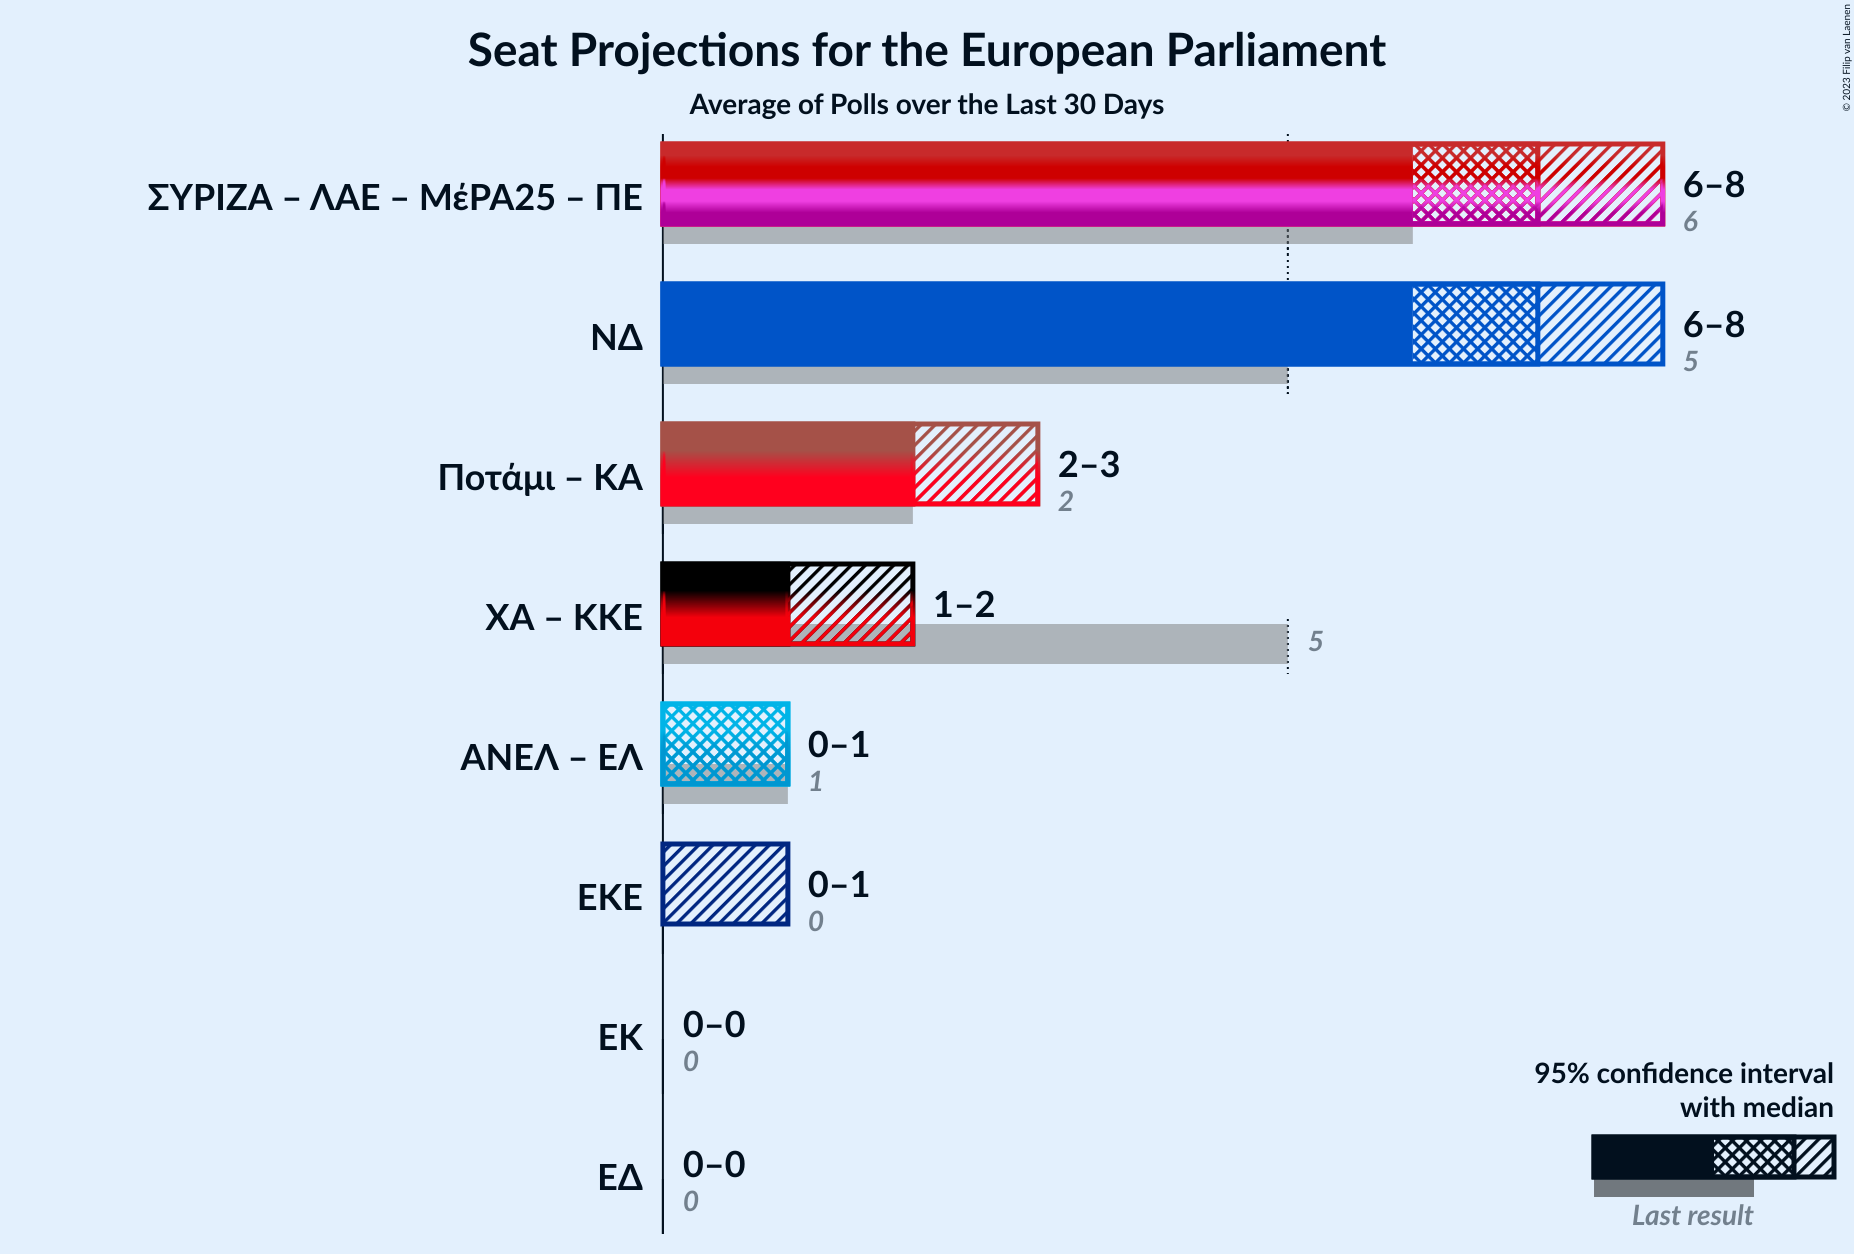 Seat Projections for the European Parliament
Average of Polls over the Last 30 Days
© 2023 Filip van Laenen
ΣΥΡΙΖΑ – ΛΑΕ – ΜέΡΑ25 – ΠΕ
6–8
6
ΝΔ
6–8
5
Ποτάμι – ΚΑ
2–3
2
ΧΑ – ΚΚΕ
1–2
5
ΑΝΕΛ – ΕΛ
0–1
1
ΕΚΕ
0–1
0
ΕΚ
0–0
0
ΕΔ
0–0
0
95% confidence interval
with median
Last result